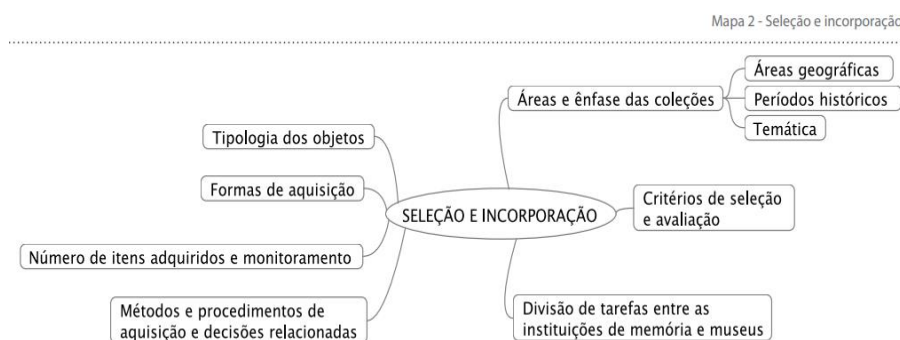 Mapa 2 - Seleção e incorporação
Áreas geográficas
Áreas e ênfase das coleções
Períodos históricos
Temática
Tipologia dos objetos
Formas de aquisição
SELEÇÃO E INCORPORAÇÃO
Critérios de seleção
e avaliação
Número de itens adquiridos e monitoramento
Métodos e procedimentos de
aquisição e decisões relacionadas
Divisão de tarefas entre as
instituições de memória e museus